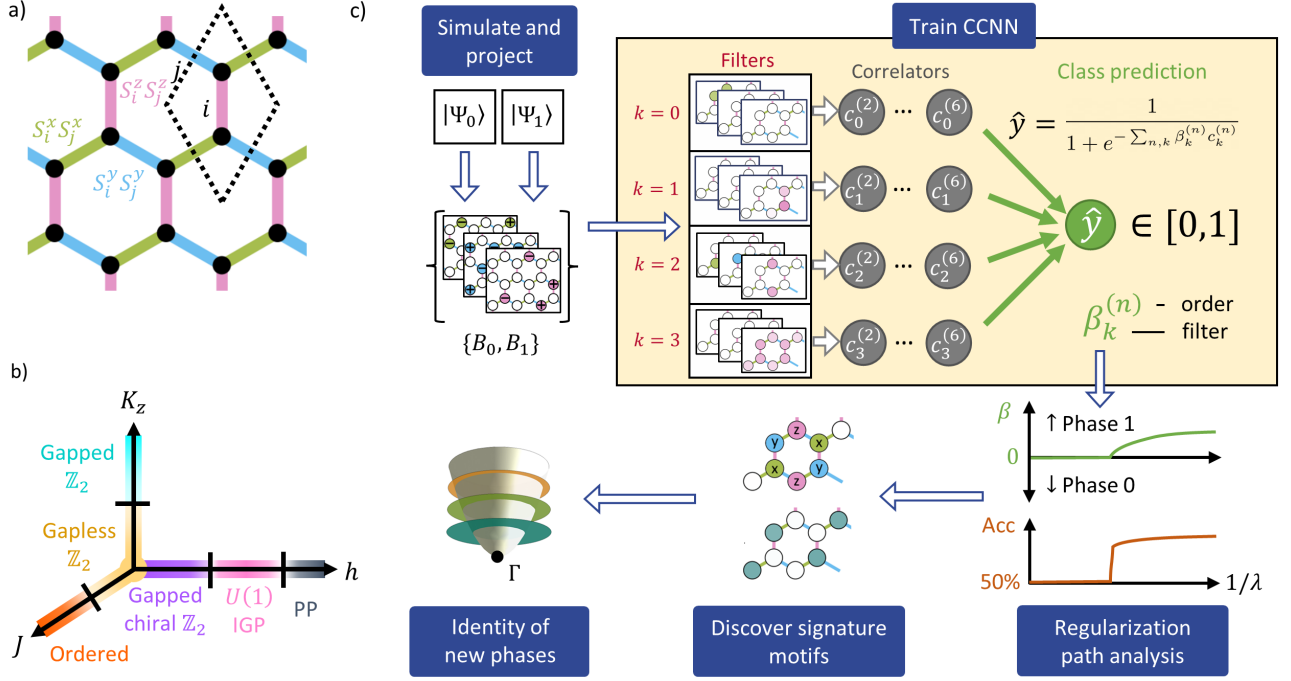 a)
j
i
S_i^z S_j^z
S_i^x S_j^x
S_i^y S_j^y
b)
K_z
Gapped
ℤ_2
Gapless
ℤ_2
h
J
Ordered
Gapped
chiral ℤ_2
U(1)
IGP
PP
c)
Simulate and
project
|Ψ_0⟩ |Ψ_1⟩
− +
+ +
− − + +
{B_0, B_1}
Train CCNN
Filters
Correlators
Class prediction
k = 0
c_0^(2) ··· c_0^(6)
k = 1
c_1^(2) ··· c_1^(6)
k = 2
c_2^(2) ··· c_2^(6)
k = 3
c_3^(2) ··· c_3^(6)
ŷ = 1 / (1 + e^{−∑_{n,k} β_k^(n) c_k^(n)})
ŷ ∈ [0,1]
β_k^(n) – order
— filter
β
↑ Phase 1
0
↓ Phase 0
Acc
50%
1/λ
Regularization
path analysis
z
y x
x y
z
Discover signature
motifs
Γ
Identity of
new phases